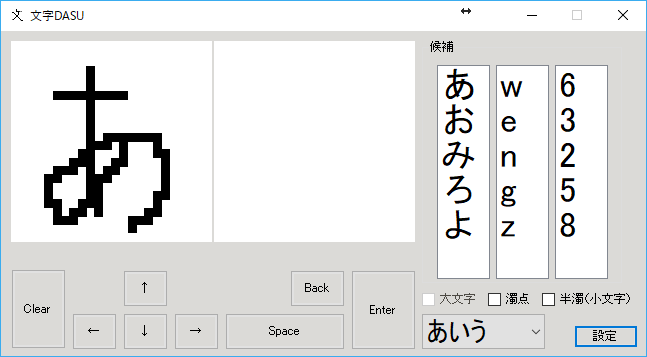 文字DASU
候補
あ
あ
お
み
ろ
よ
w
e
n
g
z
6
3
2
5
8
Clear
↑
←
↓
→
Back
Space
Enter
大文字
濁点
半濁(小文字)
あいう
設定